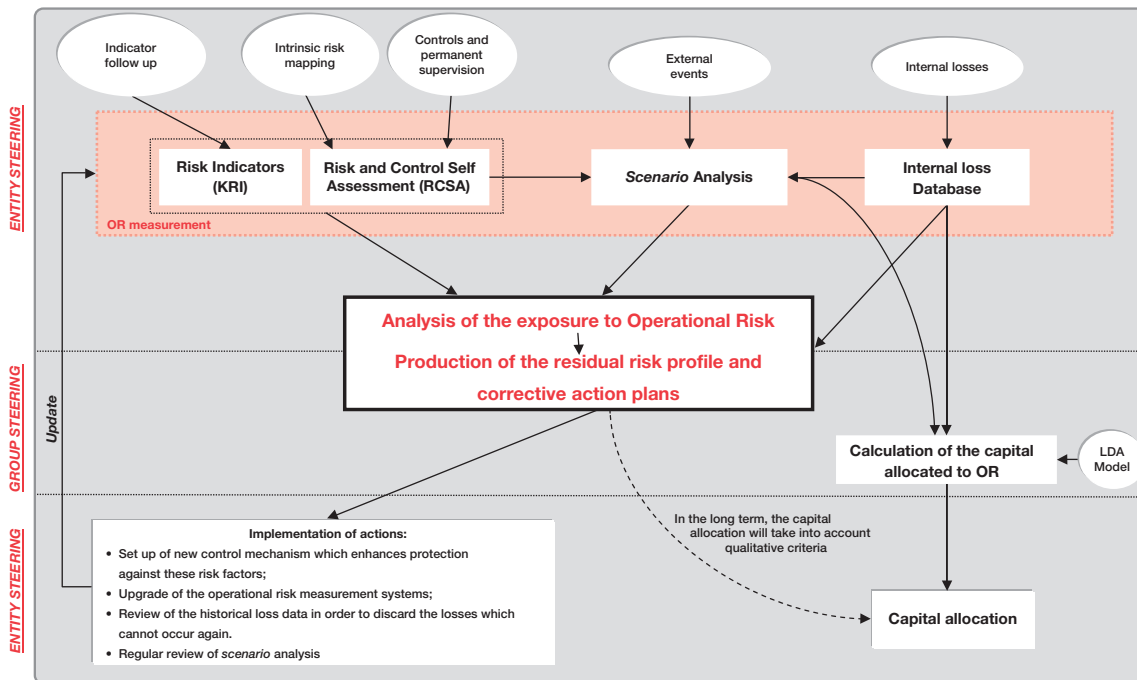 Indicator
follow up
Intrinsic risk
mapping
Controls and
permanent
supervision
External
events
Internal losses
ENTITY STEERING
Risk Indicators
(KRI)
Risk and Control Self
Assessment (RCSA)
Scenario Analysis
Internal loss
Database
OR measurement
Analysis of the exposure to Operational Risk
Production of the residual risk profile and
corrective action plans
GROUP STEERING
Update
Calculation of the capital
allocated to OR
LDA
Model
ENTITY STEERING
Implementation of actions:
• Set up of new control mechanism which enhances protection
against these risk factors;
• Upgrade of the operational risk measurement systems;
• Review of the historical loss data in order to discard the losses which
cannot occur again.
• Regular review of scenario analysis
In the long term, the capital
allocation will take into account
qualitative criteria
Capital allocation